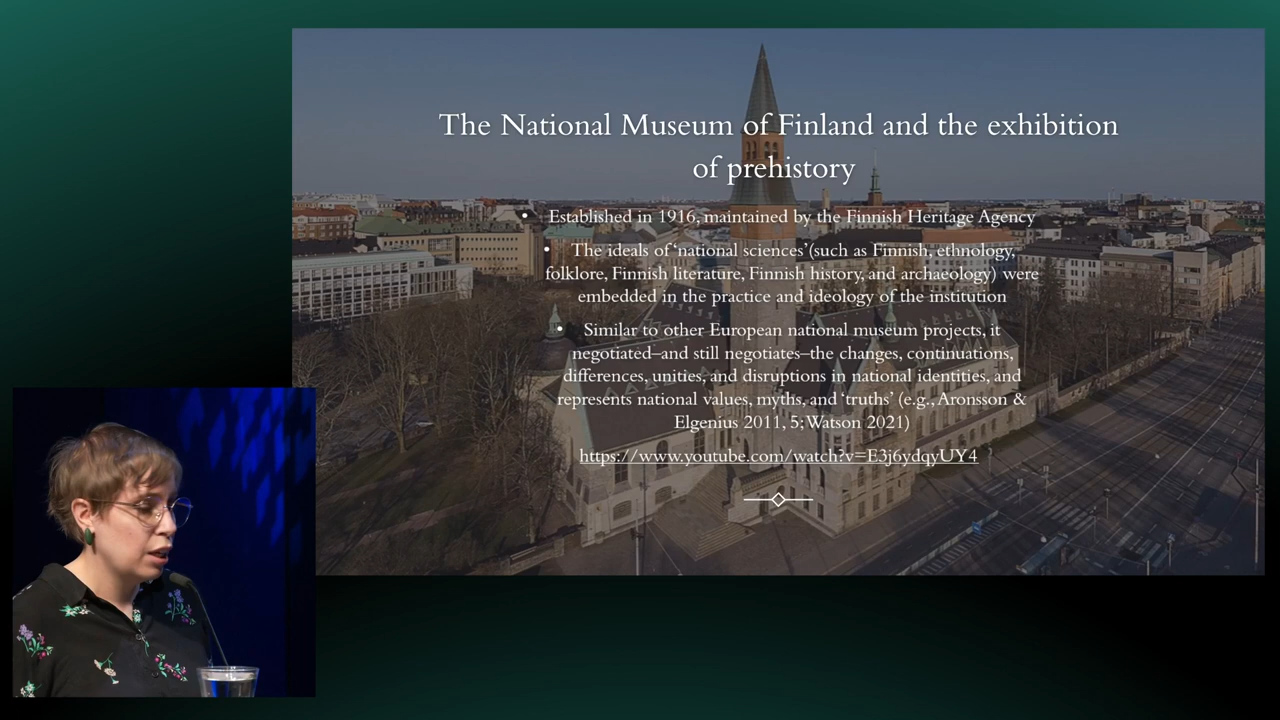 The National Museum of Finland and the exhibition
of prehistory
• Established in 1916, maintained by the Finnish Heritage Agency
• The ideals of ‘national sciences’ (such as Finnish, ethnology,
folklore, Finnish literature, Finnish history, and archaeology) were
embedded in the practice and ideology of the institution
• Similar to other European national museum projects, it
negotiated–and still negotiates–the changes, continuations,
differences, unities, and disruptions in national identities, and
represents national values, myths, and ‘truths’ (e.g., Aronsson &
Elgenius 2011, 5; Watson 2021)
https://www.youtube.com/watch?v=E3j6ydqyUY4